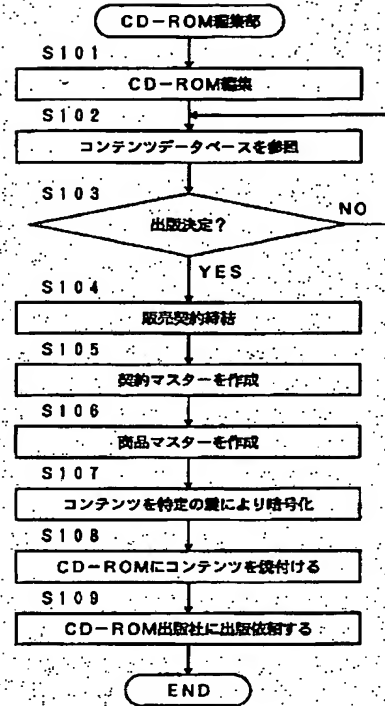 CD-ROM編集部
S101
CD-ROM編集
S102
コンテンツデータベースを参照
S103
出版決定?
NO
YES
S104
販売契約締結
S105
契約マスターを作成
S106
商品マスターを作成
S107
コンテンツを特定の鍵により暗号化
S108
CD-ROMにコンテンツを焼付ける
S109
CD-ROM出版社に出版依頼する
END